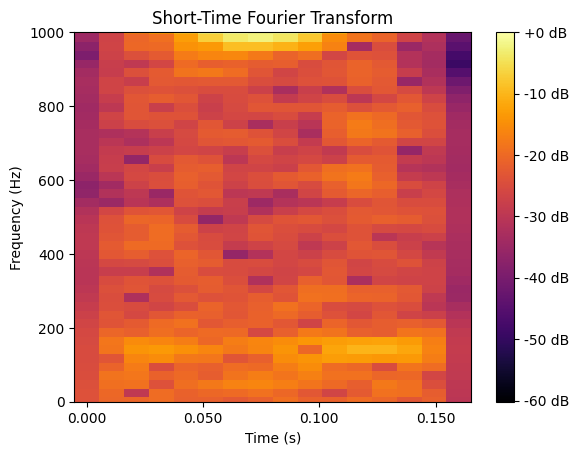 Short-Time Fourier Transform
1000
800
600
400
200
0
Frequency (Hz)
0.000
0.050
0.100
0.150
Time (s)
+0 dB
-10 dB
-20 dB
-30 dB
-40 dB
-50 dB
-60 dB